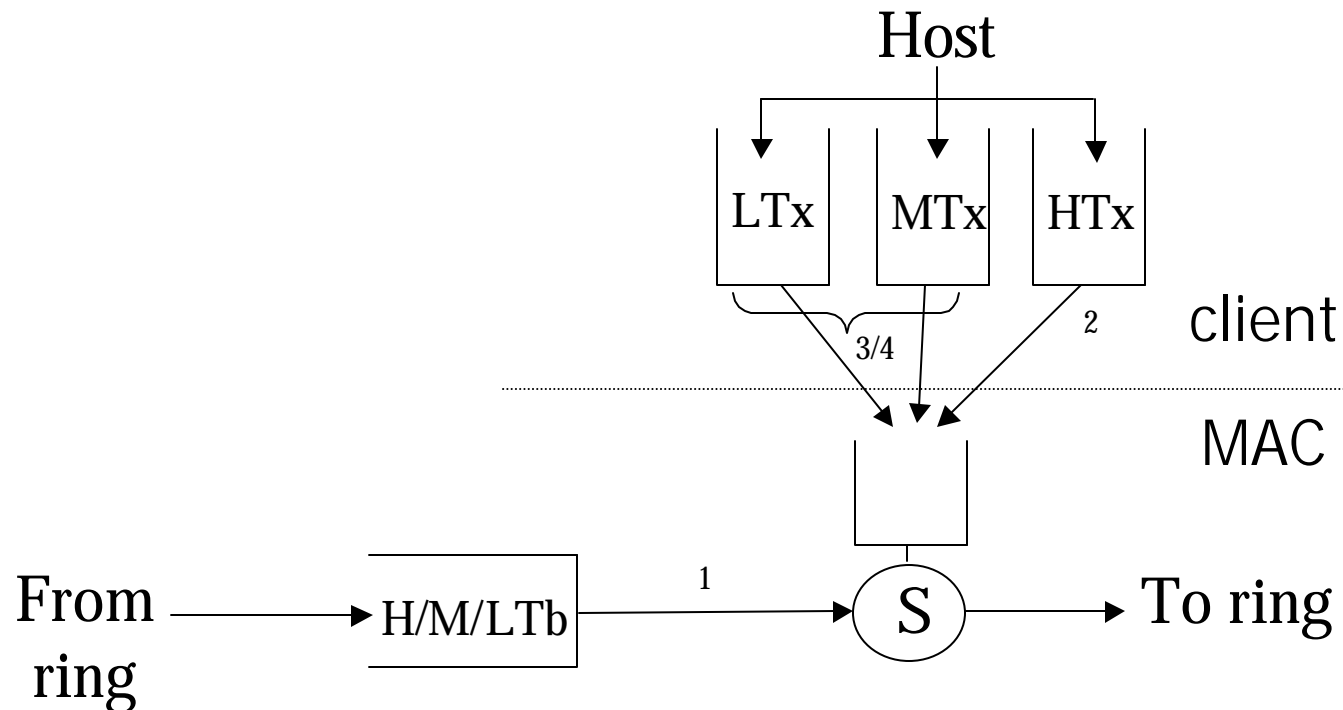 Host
LTx
MTx
HTx
2
client
3/4
MAC
1
From
ring
H/M/LTb
S
To ring